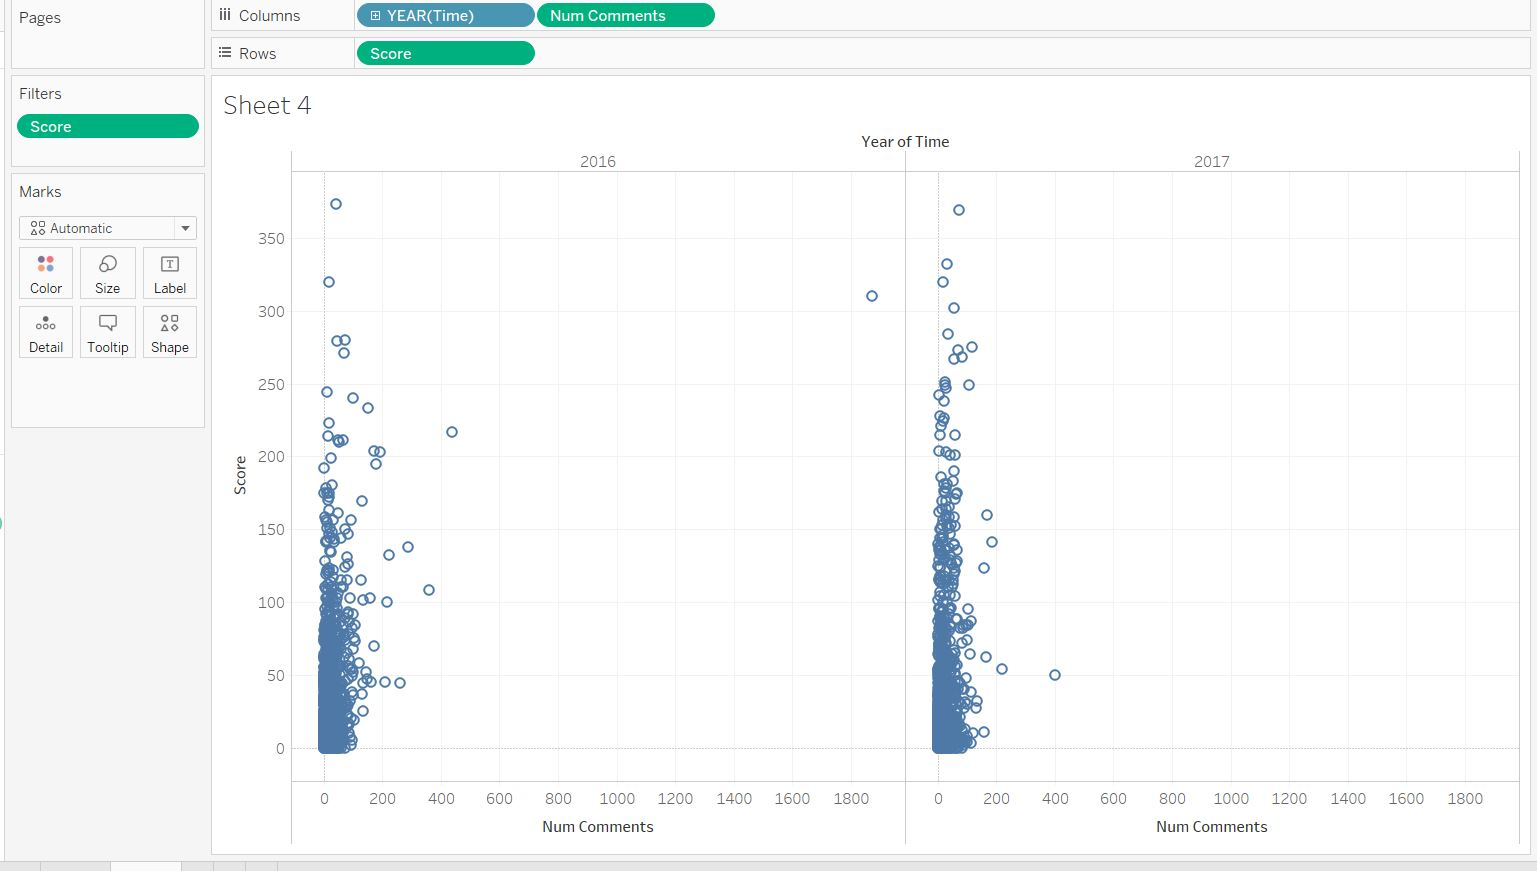 Pages
Columns
YEAR(Time)
Num Comments
Rows
Score
Filters
Score
Marks
Automatic
Color
Size
Label
Detail
Tooltip
Shape
Sheet 4
Year of Time
2016
2017
Score
350
300
250
200
150
100
50
0
0 200 400 600 800 1000 1200 1400 1600 1800
0 200 400 600 800 1000 1200 1400 1600 1800
Num Comments
Num Comments